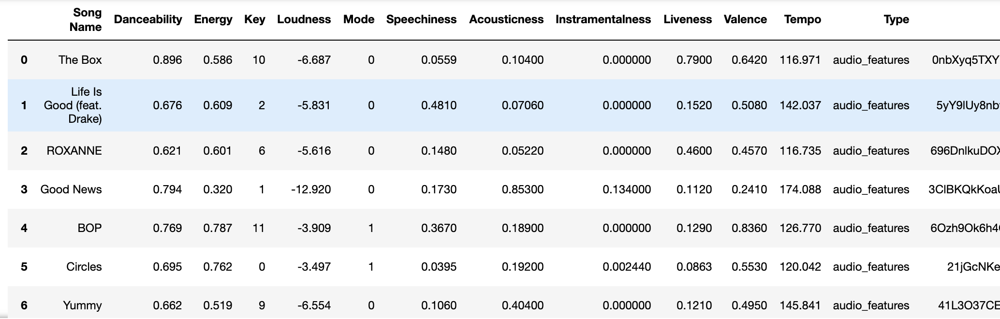 Song Name Danceability Energy Key Loudness Mode Speechiness Acousticness Instramentalness Liveness Valence Tempo Type
0 The Box 0.896 0.586 10 -6.687 0 0.0559 0.10400 0.000000 0.7900 0.6420 116.971 audio_features 0nbXyq5TXY
1 Life Is Good (feat. Drake) 0.676 0.609 2 -5.831 0 0.4810 0.07060 0.000000 0.1520 0.5080 142.037 audio_features 5yY9lUy8nb
2 ROXANNE 0.621 0.601 6 -5.616 0 0.1480 0.05220 0.000000 0.4600 0.4570 116.735 audio_features 696DnlkuDOX
3 Good News 0.794 0.320 1 -12.920 0 0.1730 0.85300 0.134000 0.1120 0.2410 174.088 audio_features 3ClBKQkKoa
4 BOP 0.769 0.787 11 -3.909 1 0.3670 0.18900 0.000000 0.1290 0.8360 126.770 audio_features 6Ozh9Ok6h4
5 Circles 0.695 0.762 0 -3.497 1 0.0395 0.19200 0.002440 0.0863 0.5530 120.042 audio_features 21jGcNKe
6 Yummy 0.662 0.519 9 -6.554 0 0.1060 0.40400 0.000000 0.1210 0.4950 145.841 audio_features 41L3O37CE